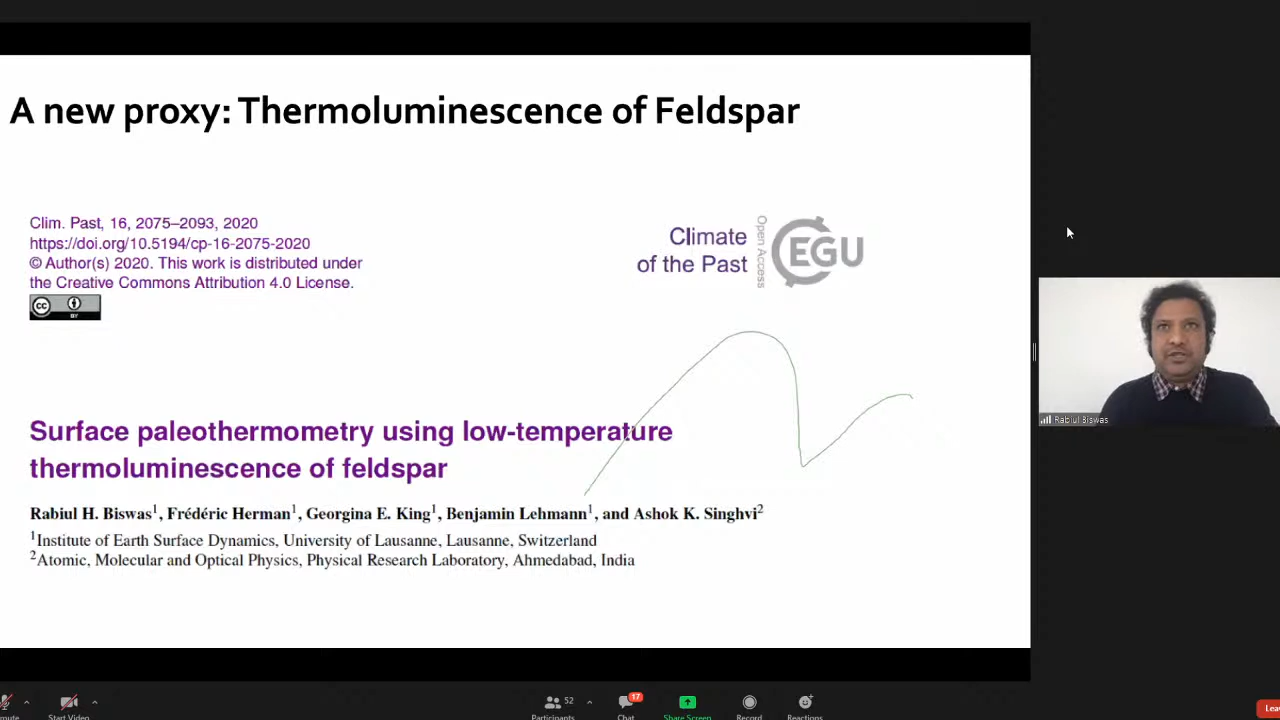 A new proxy: Thermoluminescence of Feldspar
Clim. Past, 16, 2075–2093, 2020
https://doi.org/10.5194/cp-16-2075-2020
© Author(s) 2020. This work is distributed under
the Creative Commons Attribution 4.0 License.
cc
BY
Climate
of the Past
Open Access
EGU
Surface paleothermometry using low-temperature
thermoluminescence of feldspar
Rabiul H. Biswas1, Frédéric Herman1, Georgina E. King1, Benjamin Lehmann1, and Ashok K. Singhvi2
1Institute of Earth Surface Dynamics, University of Lausanne, Lausanne, Switzerland
2Atomic, Molecular and Optical Physics, Physical Research Laboratory, Ahmedabad, India
Rabiul Biswas
mute
Start Video
52
Participants
17
Chat
Share Screen
Record
Reactions
Lea